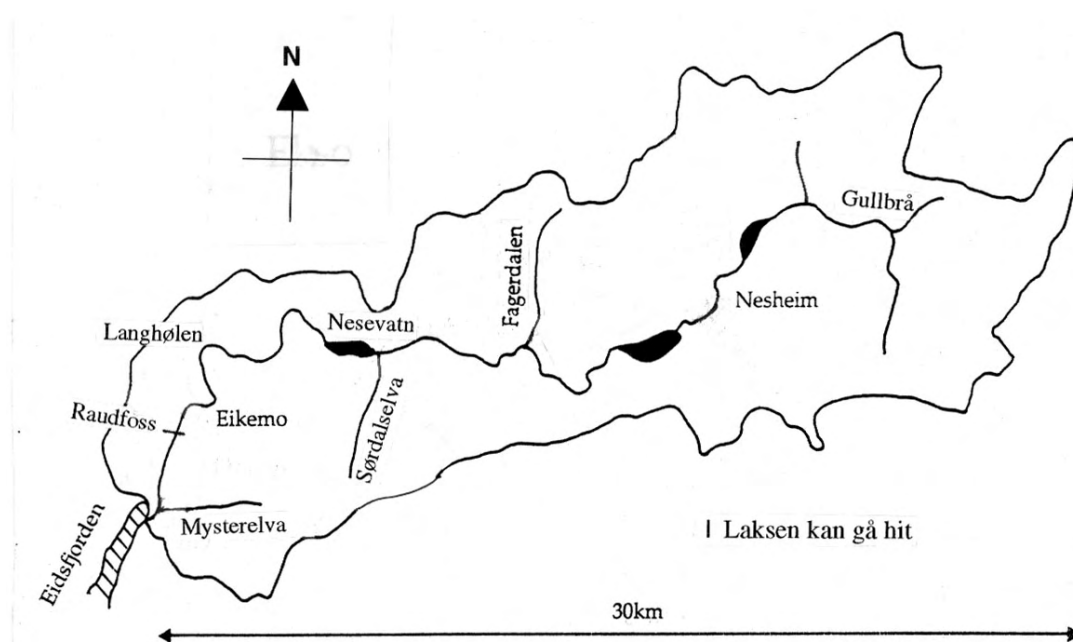 N
Gullbrå
Fagerdalen
Nesheim
Nesevatn
Langhølen
Raudfoss
Eikemo
Sørdalselva
Mysterelva
Eidsfjorden
I Laksen kan gå hit
30km